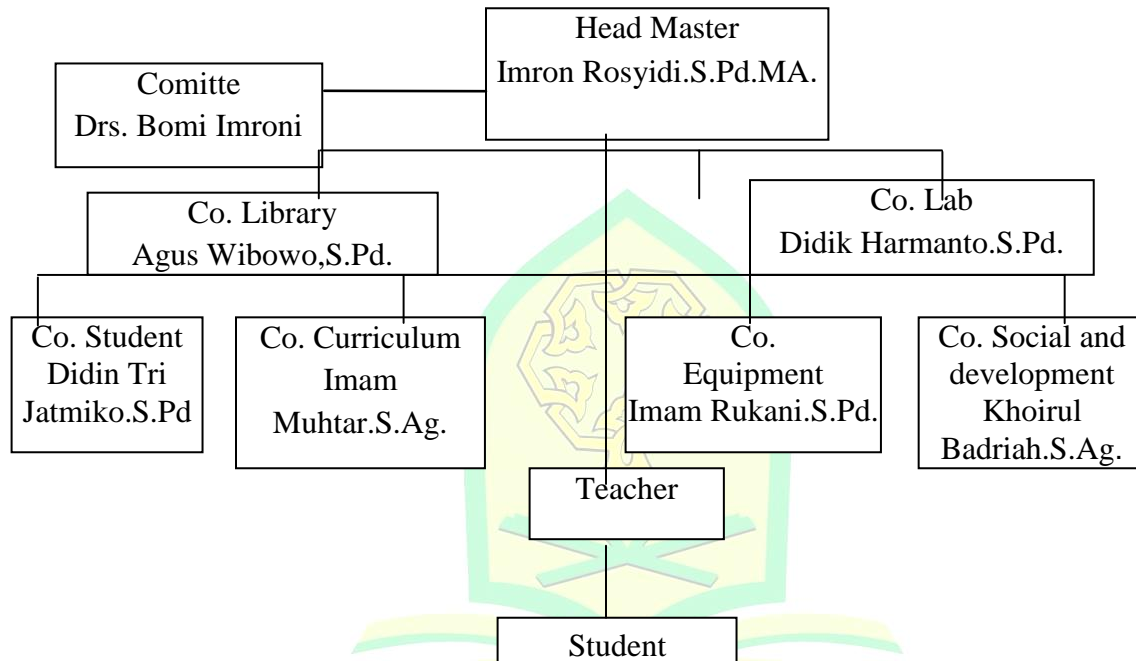 Head Master
Imron Rosyidi.S.Pd.MA.
Comitte
Drs. Bomi Imroni
Co. Library
Agus Wibowo,S.Pd.
Co. Lab
Didik Harmanto.S.Pd.
Co. Student
Didin Tri
Jatmiko.S.Pd
Co. Curriculum
Imam
Muhtar.S.Ag.
Co.
Equipment
Imam Rukani.S.Pd.
Co. Social and
development
Khoirul
Badriah.S.Ag.
Teacher
Student